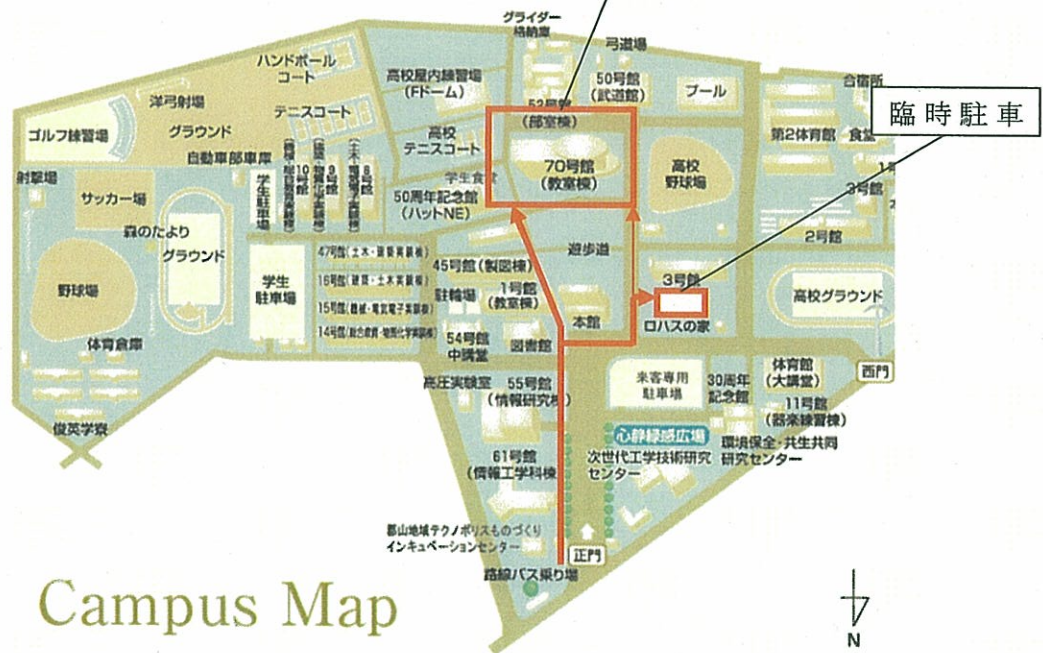 グライダー
格納庫
弓道場
ハンドボール
コート
高校屋内練習場
(Fドーム)
50号館
(武道館)
プール
合宿所
臨時駐車
洋弓射場
テニスコート
52号館
(部室棟)
ゴルフ練習場
グラウンド
高校
テニスコート
第2体育館
食堂
自動車部車庫
70号館
(教室棟)
高校
野球場
射撃場
学生駐車場
10号館
9号館
8号館
学生食堂
3号館
サッカー場
50周年記念館
(ハットNE)
2号館
森のたより
グラウンド
遊歩道
47号館(土木・建築実験棟)
45号館(製図棟)
3号館
野球場
学生
駐車場
16号館(建築・土木実験棟)
駐輪場
1号館
(教室棟)
高校グラウンド
15号館(機械・電気電子実験棟)
本館
ロハスの家
14号館(総合教育・物質化学実験棟)
54号館
中講堂
図書館
体育倉庫
高圧実験室
55号館
(情報研究棟)
来客専用
駐車場
30周年
記念館
体育館
(大講堂)
西門
11号館
(器楽練習棟)
俊英学寮
心静緑感広場
環境保全・共生共同
研究センター
61号館
(情報工学科棟)
次世代工学技術研究
センター
郡山地域テクノポリスものづくり
インキュベーションセンター
正門
路線バス乗り場
Campus Map
N